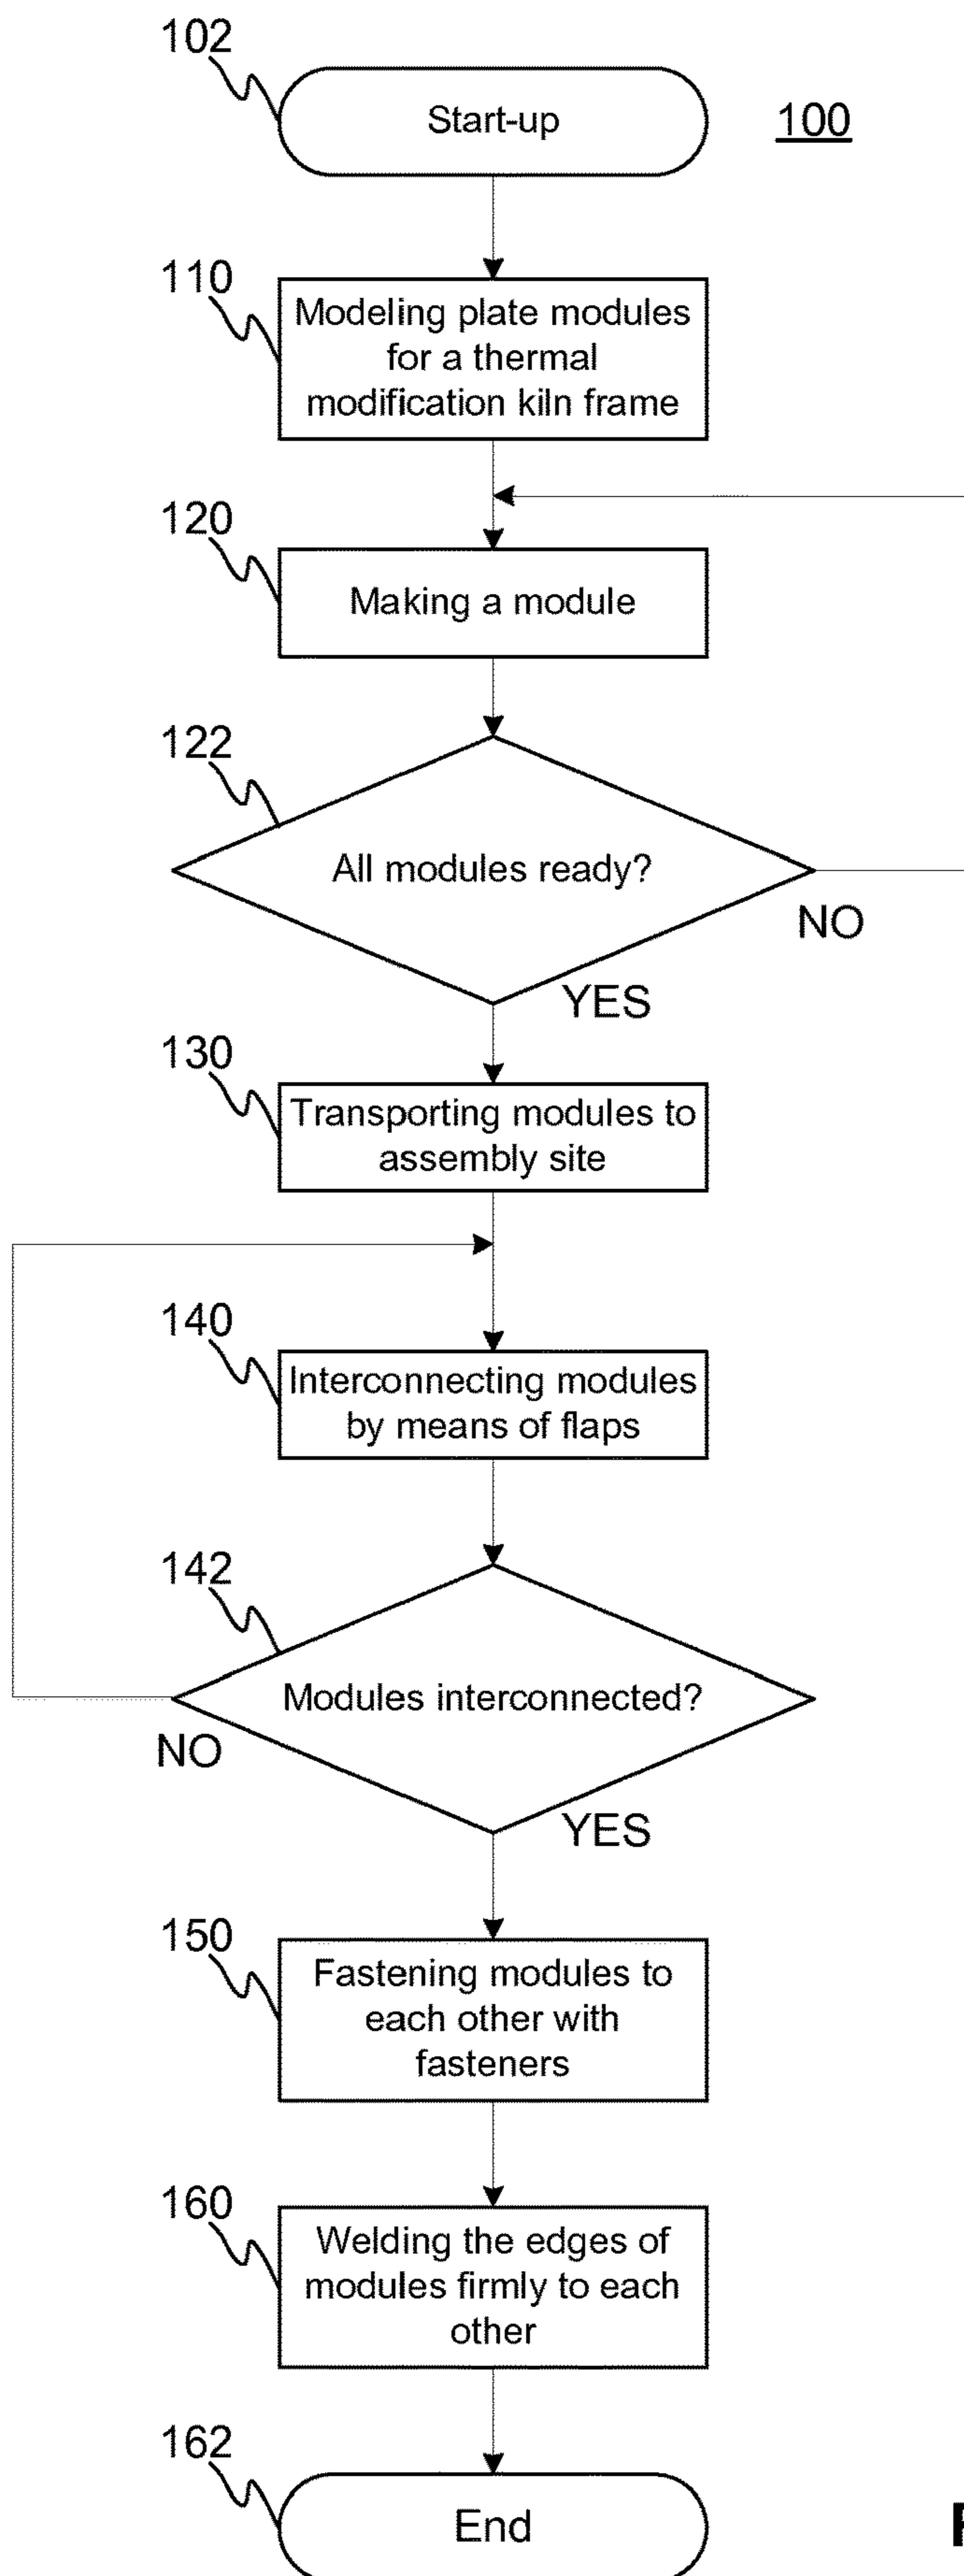 102
Start-up
100
110
Modeling plate modules
for a thermal
modification kiln frame
120
Making a module
122
All modules ready?
NO
YES
130
Transporting modules to
assembly site
140
Interconnecting modules
by means of flaps
142
Modules interconnected?
NO
YES
150
Fastening modules to
each other with
fasteners
160
Welding the edges of
modules firmly to each
other
162
End